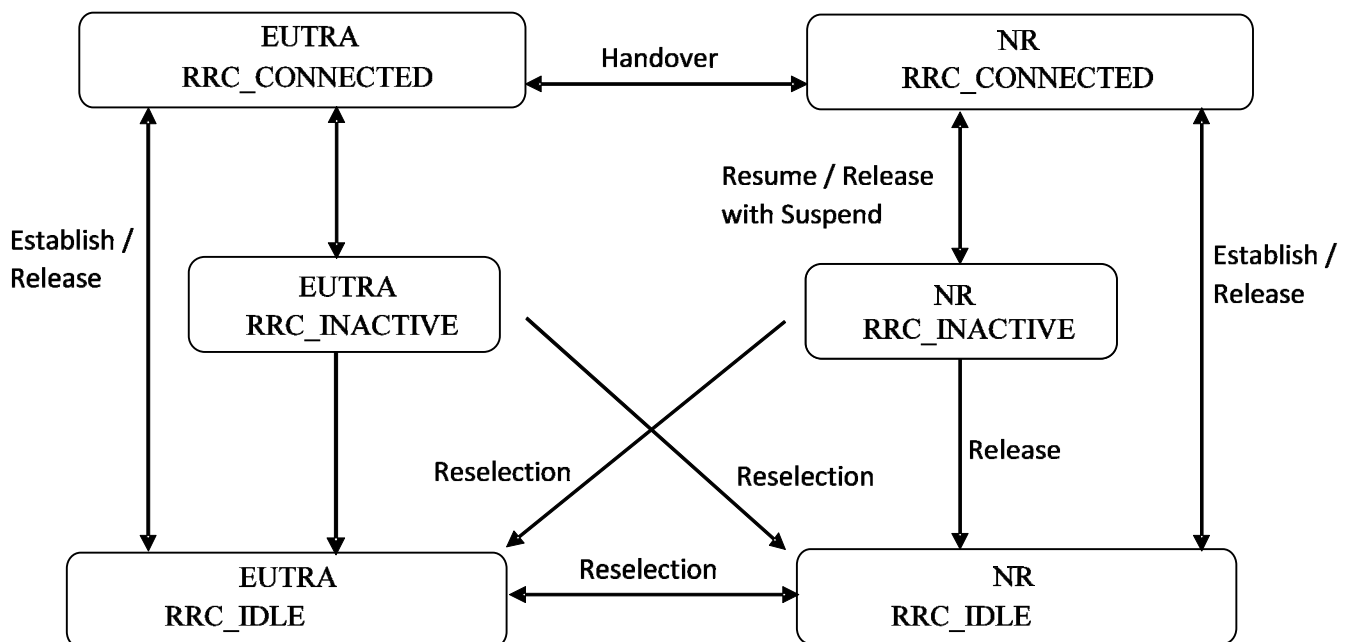 EUTRA
RRC_CONNECTED
Handover
NR
RRC_CONNECTED
Establish /
Release
Resume / Release
with Suspend
Establish /
Release
EUTRA
RRC_INACTIVE
NR
RRC_INACTIVE
Reselection
Reselection
Release
EUTRA
RRC_IDLE
Reselection
NR
RRC_IDLE